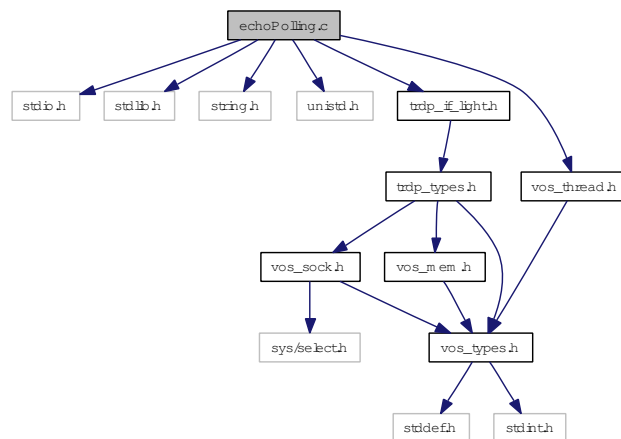 echoPolling.c
stdio.h
stdlib.h
string.h
unistd.h
trdp_if_light.h
trdp_types.h
vos_thread.h
vos_sock.h
vos_mem.h
sys/select.h
vos_types.h
stddef.h
stdint.h